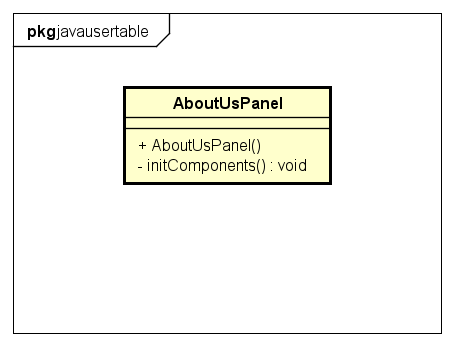 pkg javausertable
AboutUsPanel
+ AboutUsPanel()
- initComponents() : void